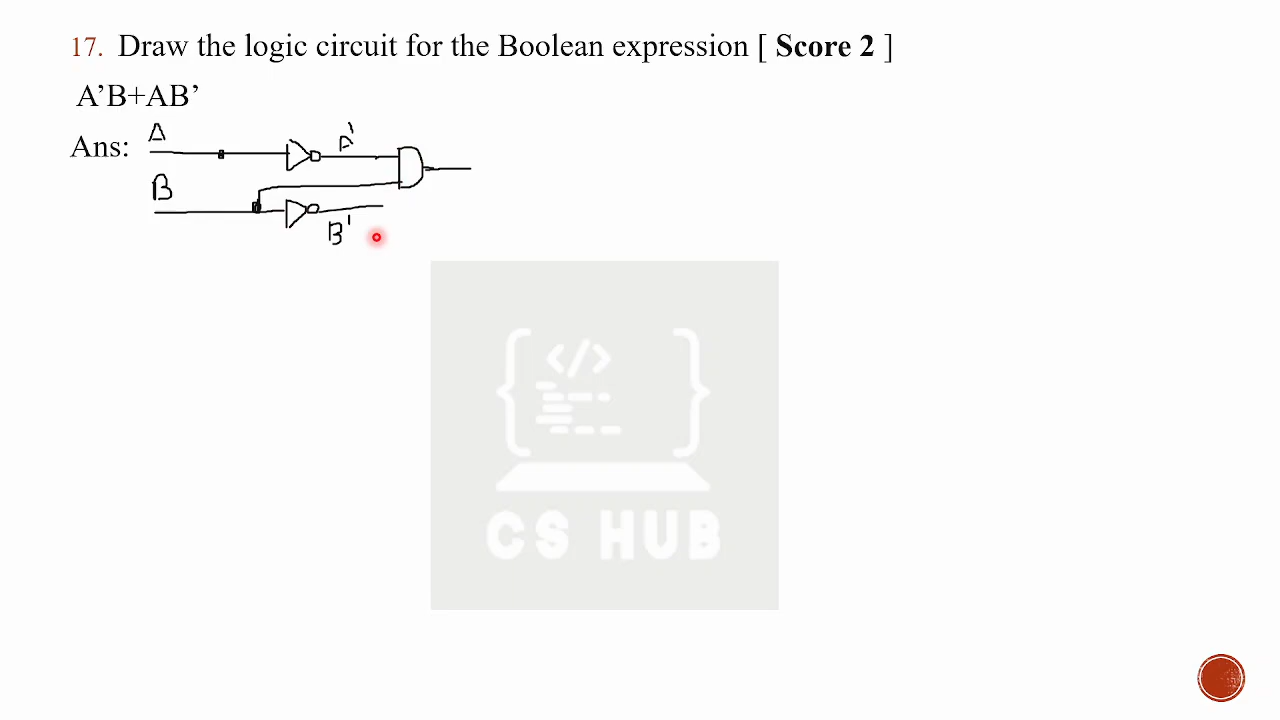 17. Draw the logic circuit for the Boolean expression [ Score 2 ]
A’B+AB’
Ans:
A
A'
B
B'
</>
CS HUB